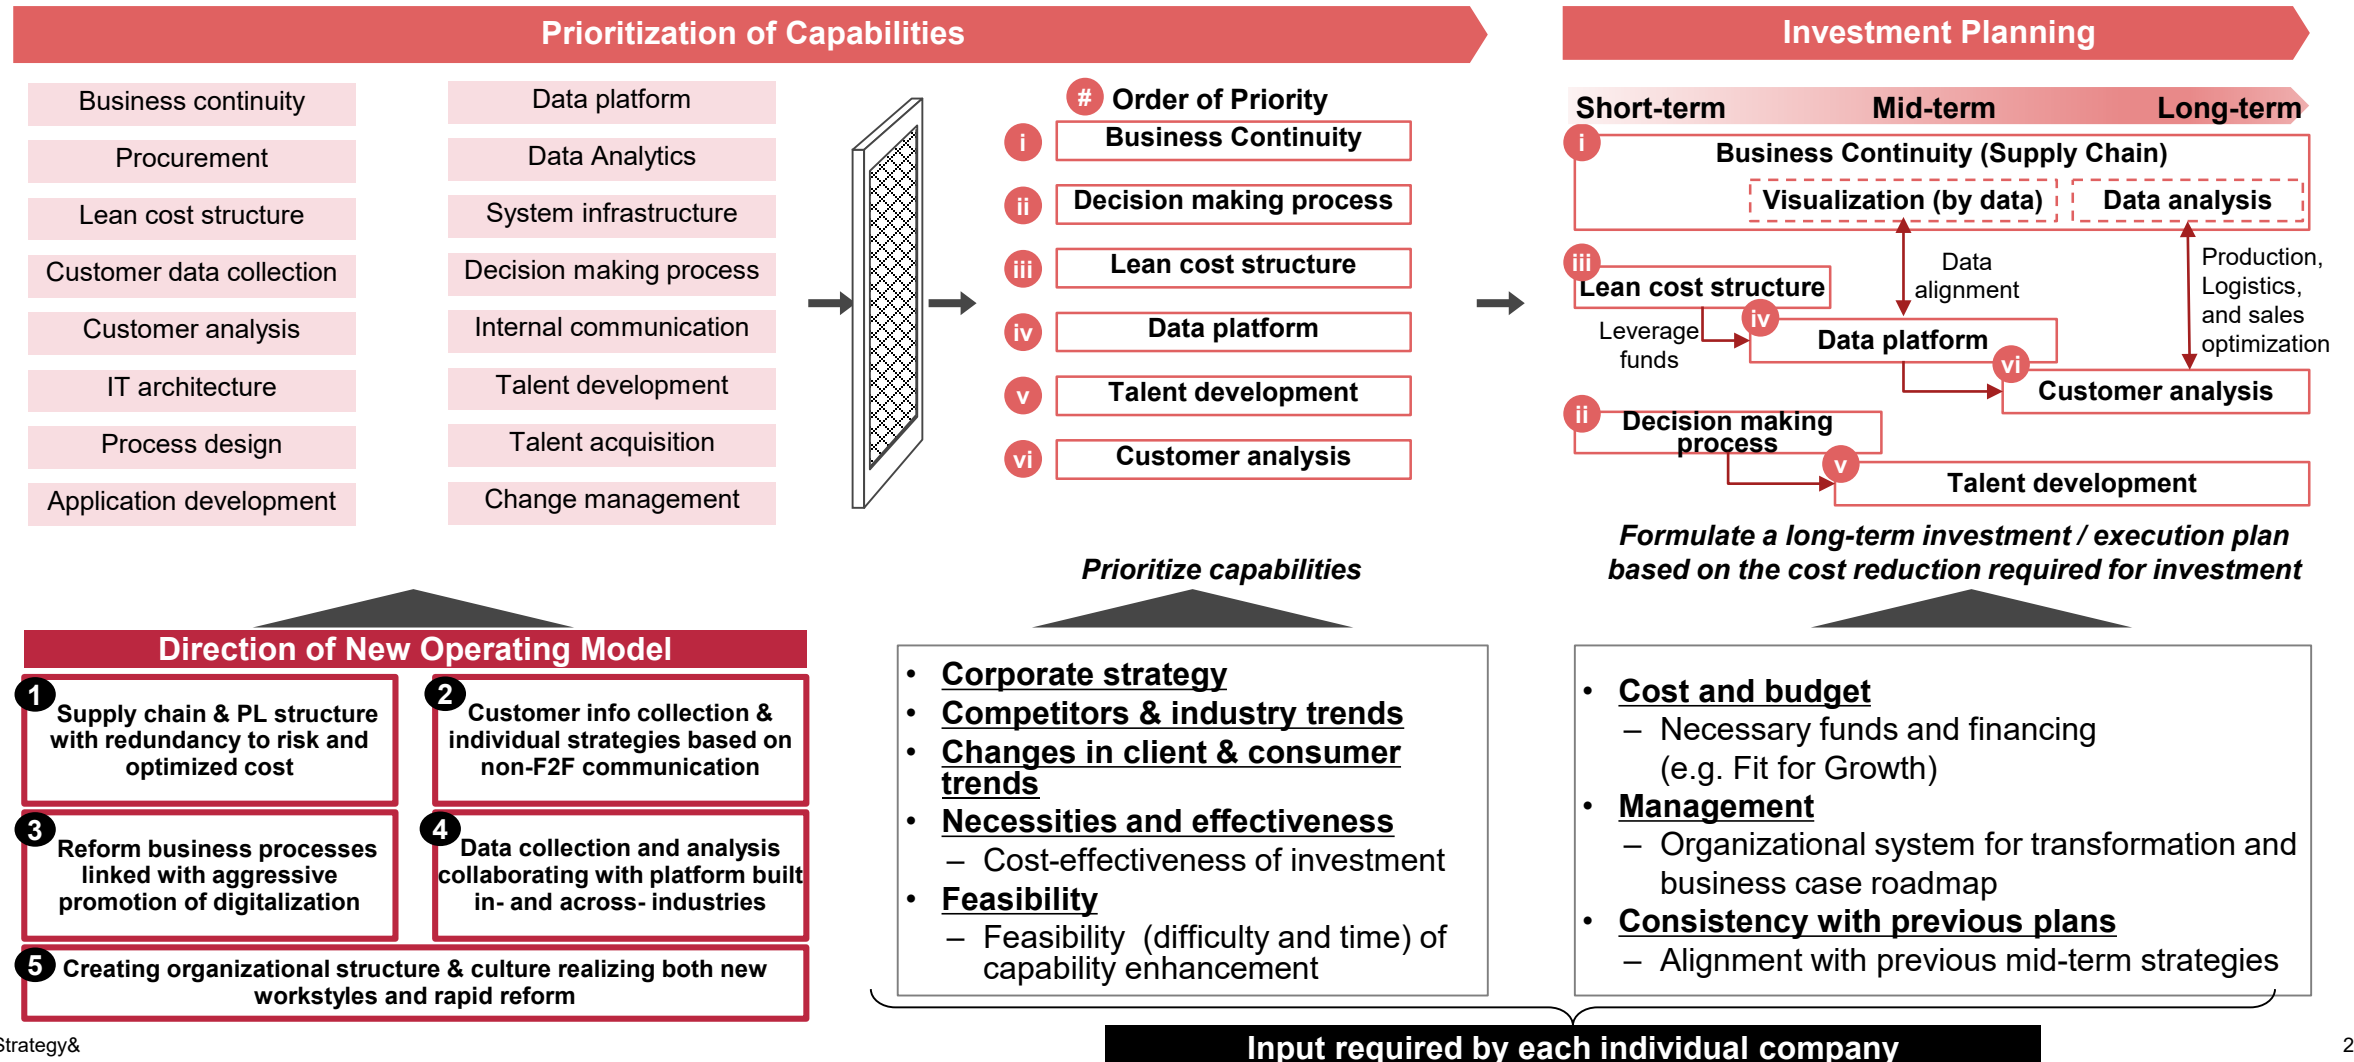 Prioritization of Capabilities
Business continuity
Procurement
Lean cost structure
Customer data collection
Customer analysis
IT architecture
Process design
Application development
Data platform
Data Analytics
System infrastructure
Decision making process
Internal communication
Talent development
Talent acquisition
Change management
# Order of Priority
i Business Continuity
ii Decision making process
iii Lean cost structure
iv Data platform
v Talent development
vi Customer analysis
Prioritize capabilities
Investment Planning
Short-term Mid-term Long-term
i
Business Continuity (Supply Chain)
Visualization (by data) Data analysis
iii
Lean cost structure
Data
alignment
Production,
Logistics,
and sales
optimization
Leverage
funds
iv
Data platform
vi
Customer analysis
ii
Decision making
process
v
Talent development
Formulate a long-term investment / execution plan
based on the cost reduction required for investment
Direction of New Operating Model
1
Supply chain & PL structure
with redundancy to risk and
optimized cost
2
Customer info collection &
individual strategies based on
non-F2F communication
3
Reform business processes
linked with aggressive
promotion of digitalization
4
Data collection and analysis
collaborating with platform built
in- and across- industries
5
Creating organizational structure & culture realizing both new
workstyles and rapid reform
• Corporate strategy
• Competitors & industry trends
• Changes in client & consumer
trends
• Necessities and effectiveness
– Cost-effectiveness of investment
• Feasibility
– Feasibility (difficulty and time) of
capability enhancement
• Cost and budget
– Necessary funds and financing
(e.g. Fit for Growth)
• Management
– Organizational system for transformation and
business case roadmap
• Consistency with previous plans
– Alignment with previous mid-term strategies
Input required by each individual company
Strategy&
2